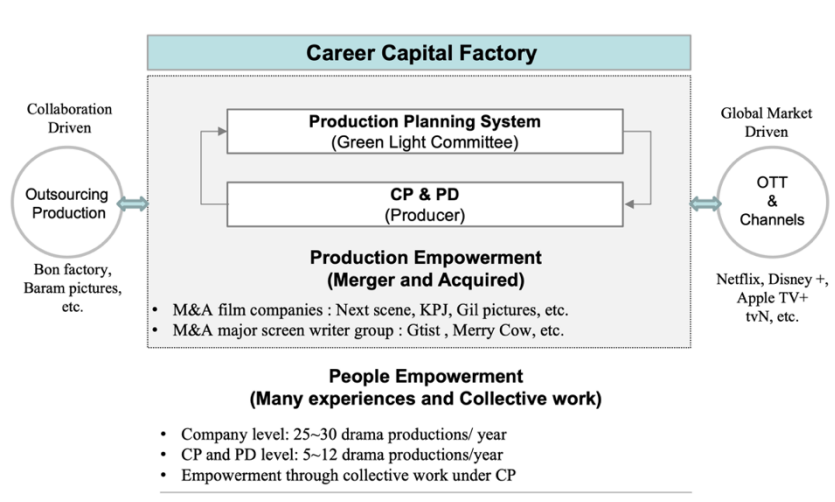 Career Capital Factory
Collaboration
Driven
Outsourcing
Production
Bon factory,
Baram pictures,
etc.
Production Planning System
(Green Light Committee)
CP & PD
(Producer)
Production Empowerment
(Merger and Acquired)
• M&A film companies : Next scene, KPJ, Gil pictures, etc.
• M&A major screen writer group : Gtist , Merry Cow, etc.
Global Market
Driven
OTT
&
Channels
Netflix, Disney +,
Apple TV+
tvN, etc.
People Empowerment
(Many experiences and Collective work)
• Company level: 25~30 drama productions/ year
• CP and PD level: 5~12 drama productions/year
• Empowerment through collective work under CP